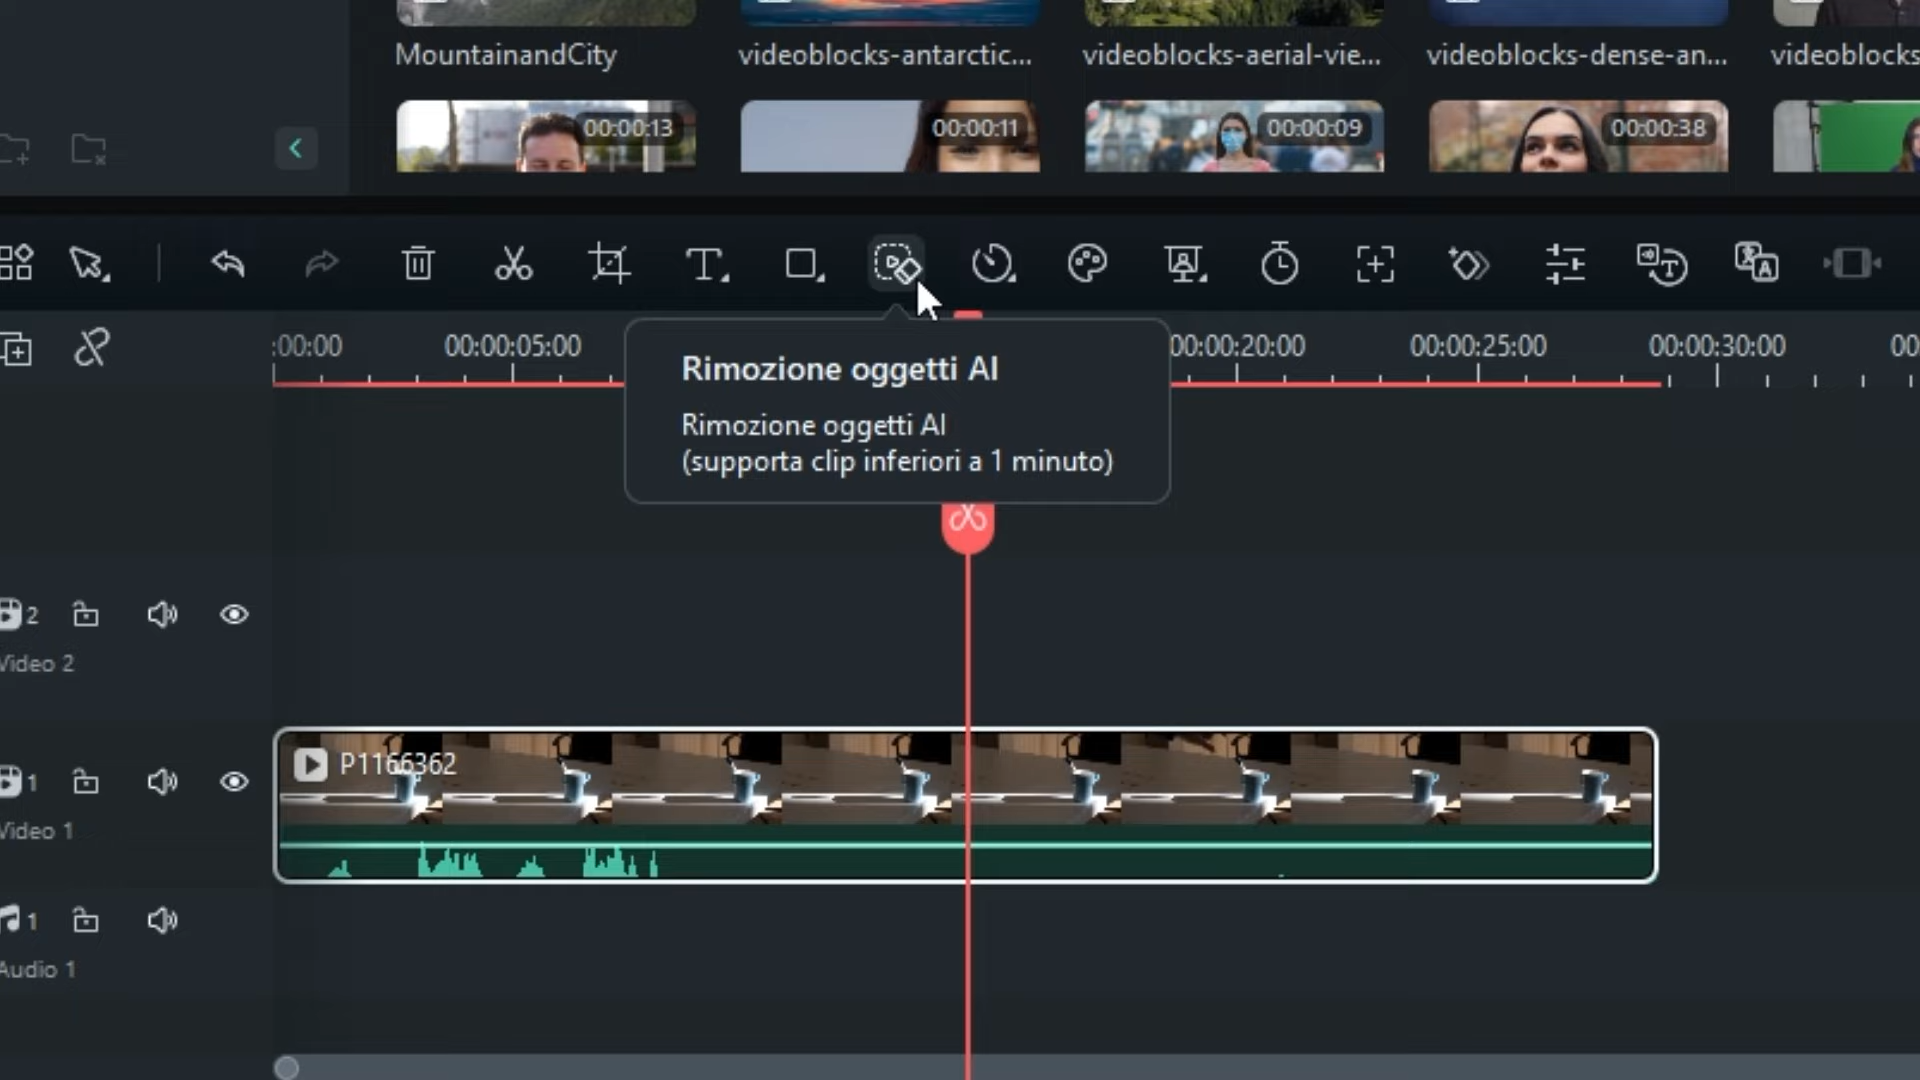 MountainandCity
videoblocks-antarctic...
videoblocks-aerial-vie...
videoblocks-dense-an...
videoblocks
00:00:13
00:00:11
00:00:09
00:00:38
:00:00
00:00:05:00
00:00:20:00
00:00:25:00
00:00:30:00
00
Rimozione oggetti AI
Rimozione oggetti AI
(supporta clip inferiori a 1 minuto)
2
Video 2
P1166362
1
Video 1
1
Audio 1